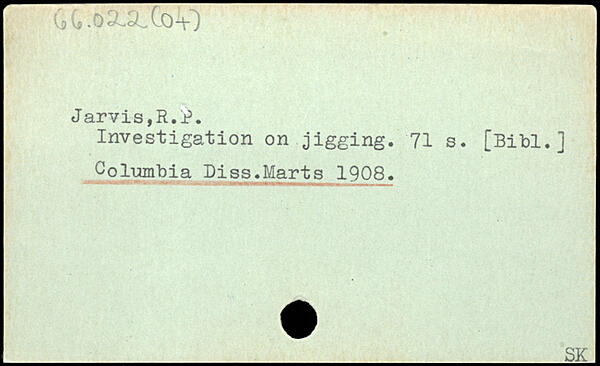 66.022(04)
Jarvis,R.P.
Investigation on jigging. 71 s. [Bibl.]
Columbia Diss.Marts 1908.
SK